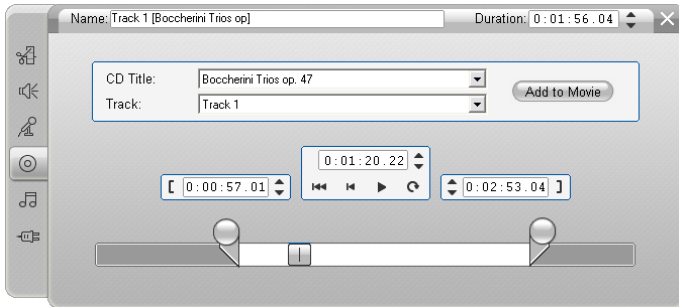 Name: Track 1 [Boccherini Trios op] Duration: 0:01:56.04
CD Title: Boccherini Trios op. 47
Add to Movie
Track: Track 1
0:01:20.22
[ 0:00:57.01 0:02:53.04 ]